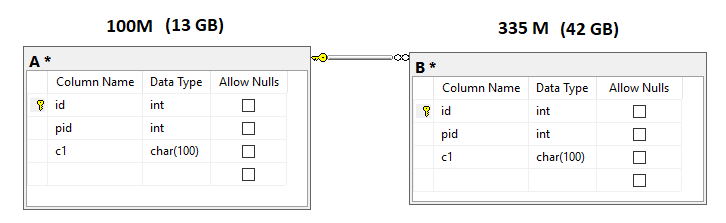 100M (13 GB)
335 M (42 GB)
A *
Column Name Data Type Allow Nulls
id int
pid int
c1 char(100)
B *
Column Name Data Type Allow Nulls
id int
pid int
c1 char(100)